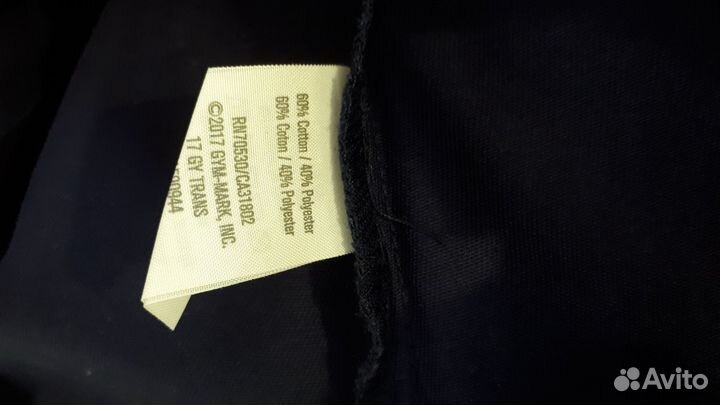 60% Cotton / 40% Polyester
60% Coton / 40% Polyester
RN70530/CA31802
©2017 GYM-MARK, INC.
17 GY TRANS
Avito